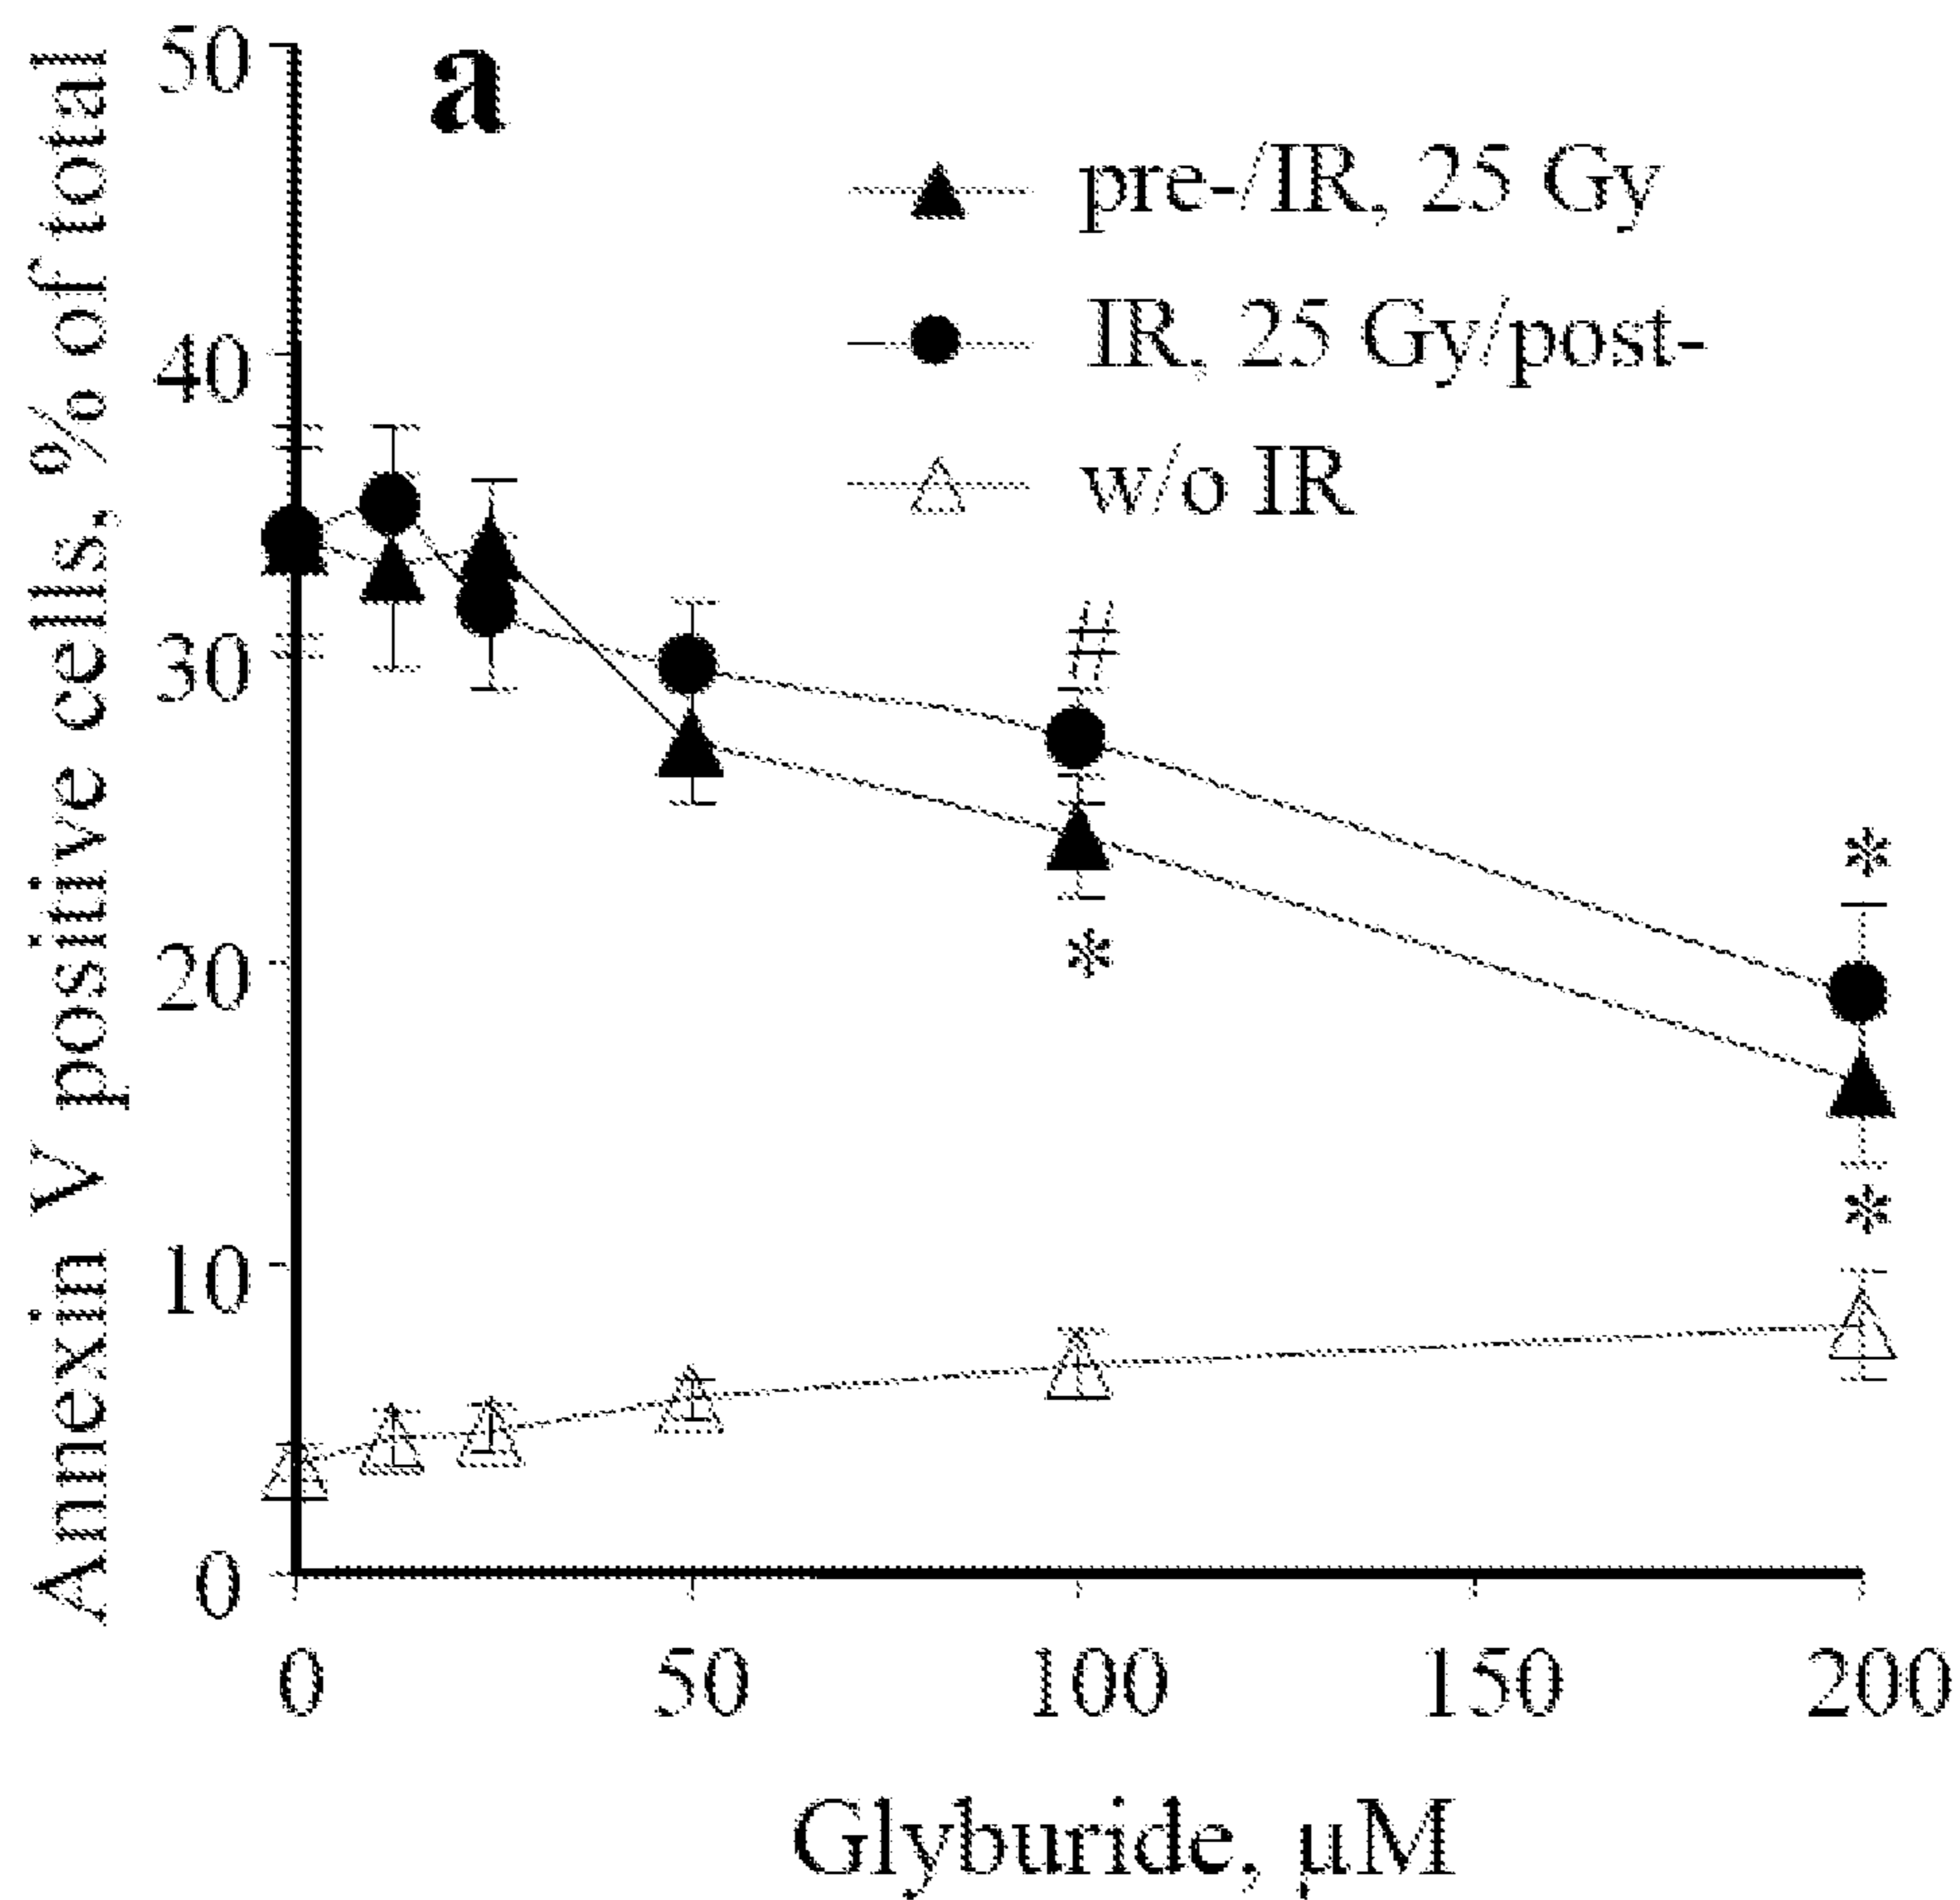 a
50
40
30
20
10
0
Annexin V positive cells, % of total
pre-/IR, 25 Gy
IR, 25 Gy/post-
w/o IR
#
*
*
*
0 50 100 150 200
Glyburide, µM